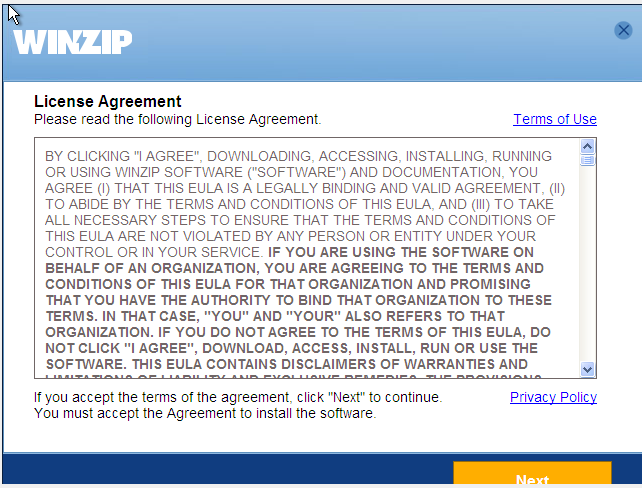 WINZIP
License Agreement
Please read the following License Agreement.
Terms of Use
BY CLICKING "I AGREE", DOWNLOADING, ACCESSING, INSTALLING, RUNNING
OR USING WINZIP SOFTWARE ("SOFTWARE") AND DOCUMENTATION, YOU
AGREE (I) THAT THIS EULA IS A LEGALLY BINDING AND VALID AGREEMENT, (II)
TO ABIDE BY THE TERMS AND CONDITIONS OF THIS EULA, AND (III) TO TAKE
ALL NECESSARY STEPS TO ENSURE THAT THE TERMS AND CONDITIONS OF
THIS EULA ARE NOT VIOLATED BY ANY PERSON OR ENTITY UNDER YOUR
CONTROL OR IN YOUR SERVICE. IF YOU ARE USING THE SOFTWARE ON
BEHALF OF AN ORGANIZATION, YOU ARE AGREEING TO THE TERMS AND
CONDITIONS OF THIS EULA FOR THAT ORGANIZATION AND PROMISING
THAT YOU HAVE THE AUTHORITY TO BIND THAT ORGANIZATION TO THESE
TERMS. IN THAT CASE, "YOU" AND "YOUR" ALSO REFERS TO THAT
ORGANIZATION. IF YOU DO NOT AGREE TO THE TERMS OF THIS EULA, DO
NOT CLICK "I AGREE", DOWNLOAD, ACCESS, INSTALL, RUN OR USE THE
SOFTWARE. THIS EULA CONTAINS DISCLAIMERS OF WARRANTIES AND
LIMITATIONS OF LIABILITY AND EXCLUSIVE REMEDIES. THE PROVISIONS
If you accept the terms of the agreement, click "Next" to continue.
Privacy Policy
You must accept the Agreement to install the software.
Next